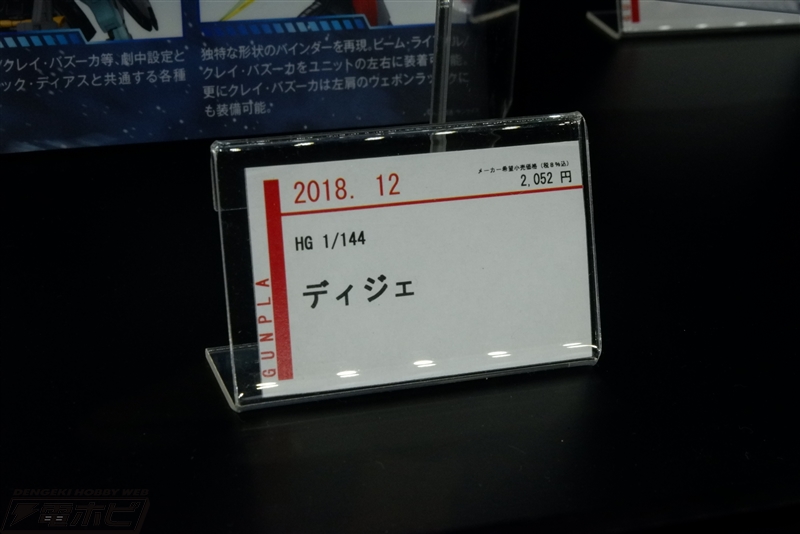 クレイ・バズーカ等、劇中設定と
ック・ディアスと共通する各種
独特な形状のバインダーを再現。ビーム・ライフル/
クレイ・バズーカをユニットの左右に装着可能。
更にクレイ・バズーカは左肩のウェポンラックに
も装備可能。
2018. 12
メーカー希望小売価格(税8%込)
2,052 円
HG 1/144
ディジェ
GUNPLA
DENGEKI HOBBY WEB
電ホビ